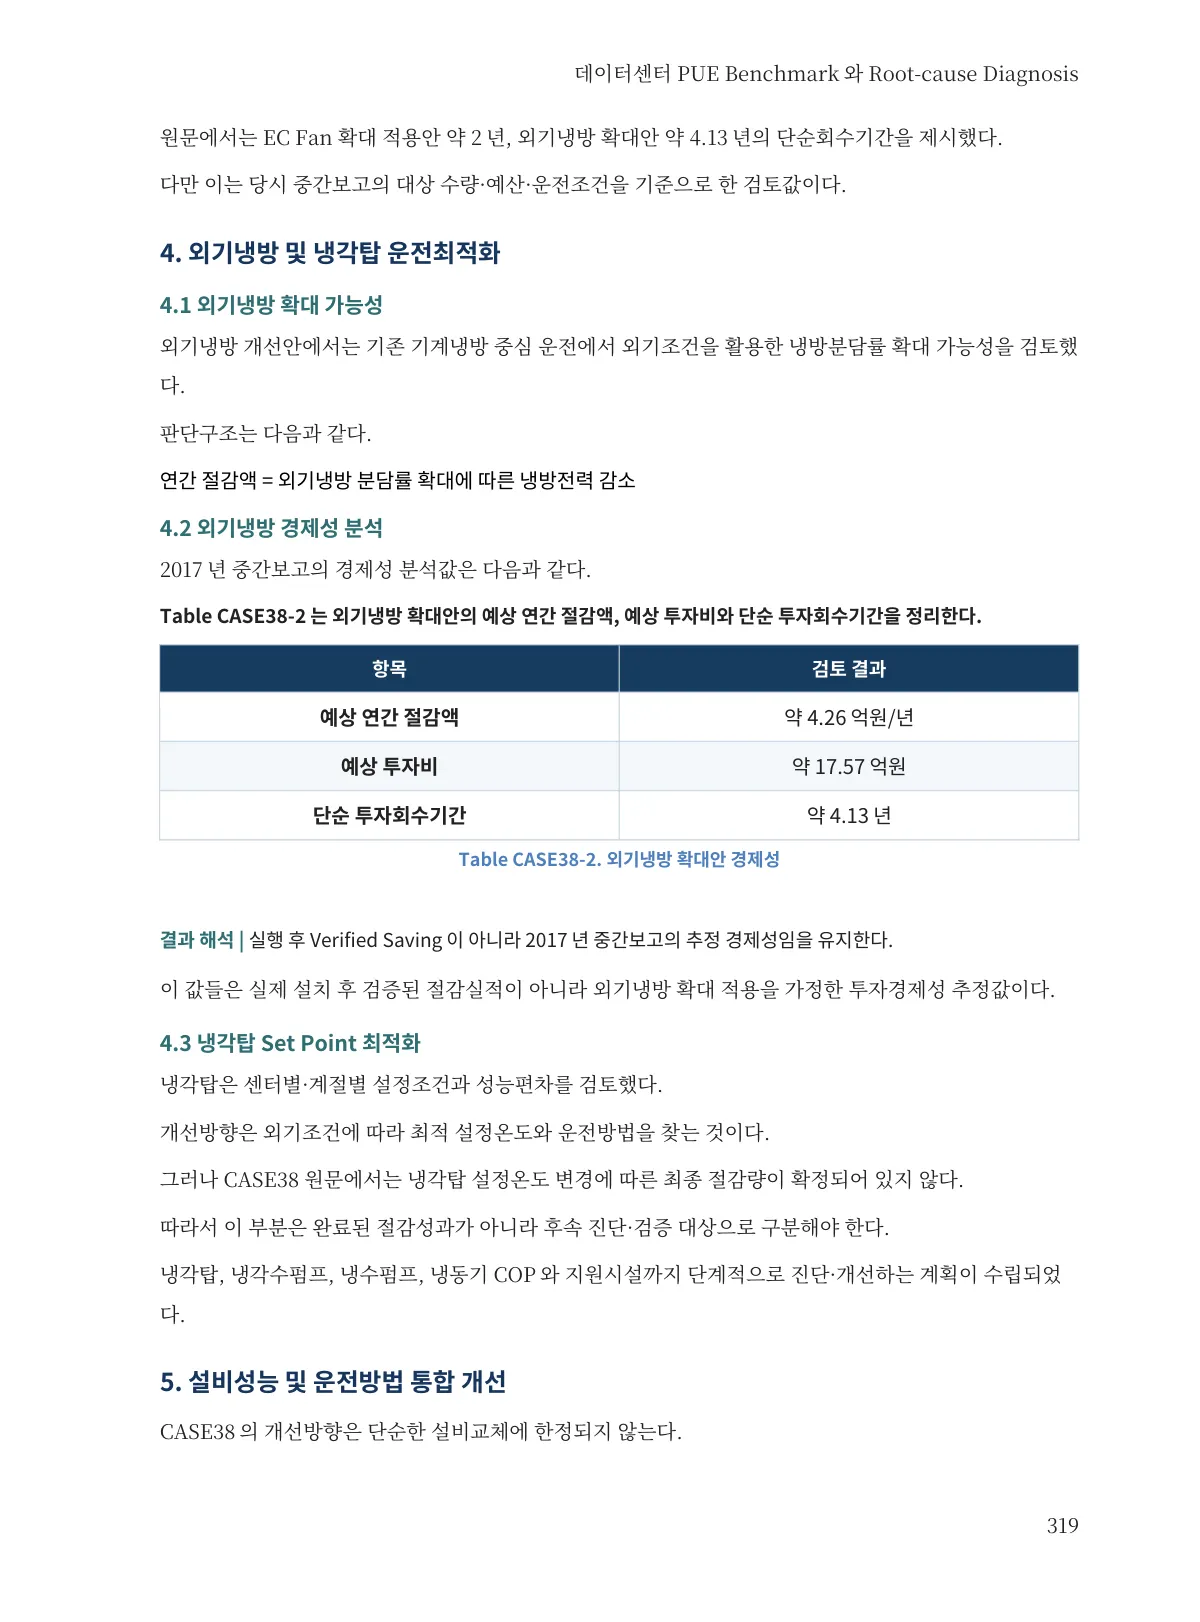 데이터센터 PUE Benchmark 와 Root-cause Diagnosis
원문에서는 EC Fan 확대 적용안 약 2 년, 외기냉방 확대안 약 4.13 년의 단순회수기간을 제시했다.
다만 이는 당시 중간보고의 대상 수량·예산·운전조건을 기준으로 한 검토값이다.
4. 외기냉방 및 냉각탑 운전최적화
4.1 외기냉방 확대 가능성
외기냉방 개선안에서는 기존 기계냉방 중심 운전에서 외기조건을 활용한 냉방분담률 확대 가능성을 검토했
다.
판단구조는 다음과 같다.
연간 절감액 = 외기냉방 분담률 확대에 따른 냉방전력 감소
4.2 외기냉방 경제성 분석
2017 년 중간보고의 경제성 분석값은 다음과 같다.
Table CASE38-2 는 외기냉방 확대안의 예상 연간 절감액, 예상 투자비와 단순 투자회수기간을 정리한다.
항목 검토 결과
예상 연간 절감액 약 4.26 억원/년
예상 투자비 약 17.57 억원
단순 투자회수기간 약 4.13 년
Table CASE38-2. 외기냉방 확대안 경제성
결과 해석 | 실행 후 Verified Saving 이 아니라 2017 년 중간보고의 추정 경제성임을 유지한다.
이 값들은 실제 설치 후 검증된 절감실적이 아니라 외기냉방 확대 적용을 가정한 투자경제성 추정값이다.
4.3 냉각탑 Set Point 최적화
냉각탑은 센터별·계절별 설정조건과 성능편차를 검토했다.
개선방향은 외기조건에 따라 최적 설정온도와 운전방법을 찾는 것이다.
그러나 CASE38 원문에서는 냉각탑 설정온도 변경에 따른 최종 절감량이 확정되어 있지 않다.
따라서 이 부분은 완료된 절감성과가 아니라 후속 진단·검증 대상으로 구분해야 한다.
냉각탑, 냉각수펌프, 냉수펌프, 냉동기 COP 와 지원시설까지 단계적으로 진단·개선하는 계획이 수립되었
다.
5. 설비성능 및 운전방법 통합 개선
CASE38 의 개선방향은 단순한 설비교체에 한정되지 않는다.
319